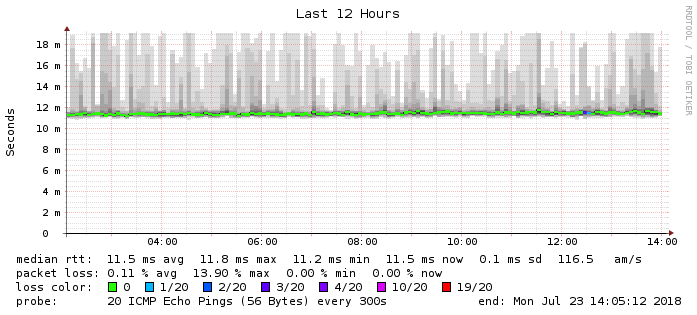 Last 12 Hours
RRDTOOL / TOBI OETIKER
Seconds
18 m
16 m
14 m
12 m
10 m
8 m
6 m
4 m
2 m
0
04:00 06:00 08:00 10:00 12:00 14:00
median rtt: 11.5 ms avg 11.8 ms max 11.2 ms min 11.5 ms now 0.1 ms sd 116.5 am/s
packet loss: 0.11 % avg 13.90 % max 0.00 % min 0.00 % now
loss color: 0 1/20 2/20 3/20 4/20 10/20 19/20
probe: 20 ICMP Echo Pings (56 Bytes) every 300s end: Mon Jul 23 14:05:12 2018